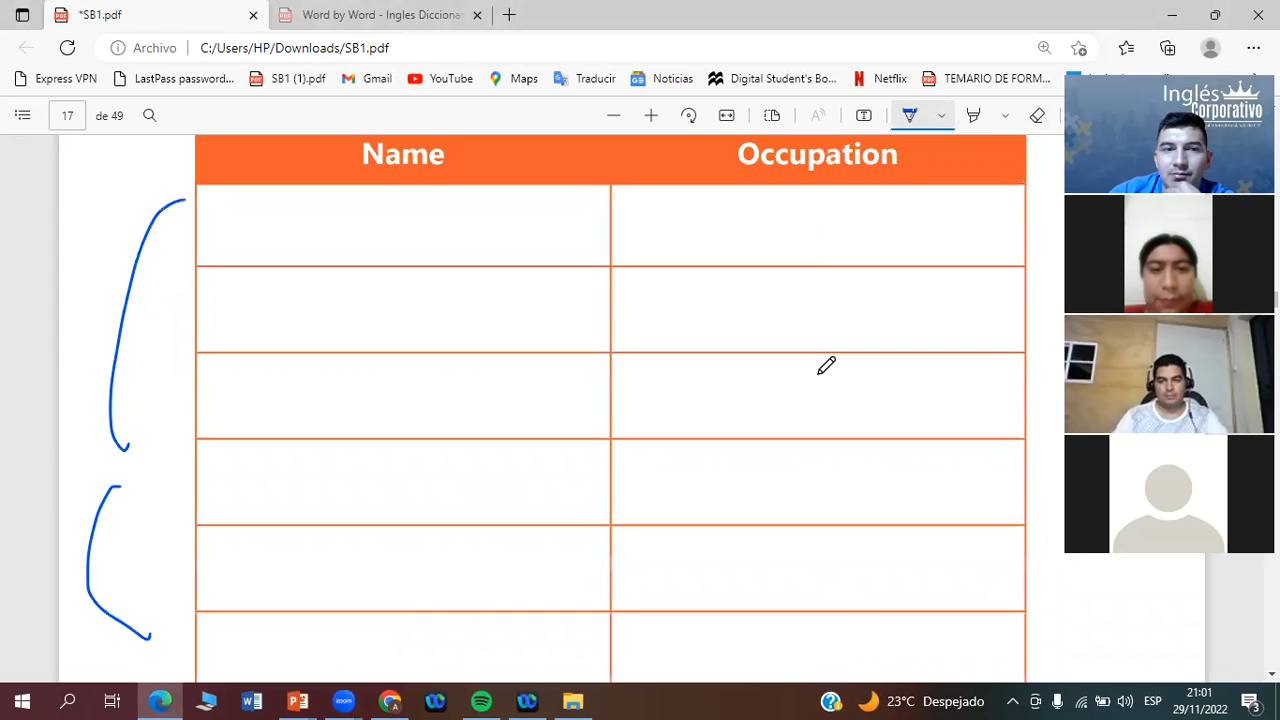 *SB1.pdf
Word by Word - Ingles Dicciona
Archivo
C:/Users/HP/Downloads/SB1.pdf
Express VPN
LastPass password...
SB1 (1).pdf
Gmail
YouTube
Maps
Traducir
Noticias
Digital Student's Bo...
Netflix
TEMARIO DE FORM...
17
de 49
Inglés
Corporativo
Name
Occupation
23°C Despejado
ESP
21:01
29/11/2022
3